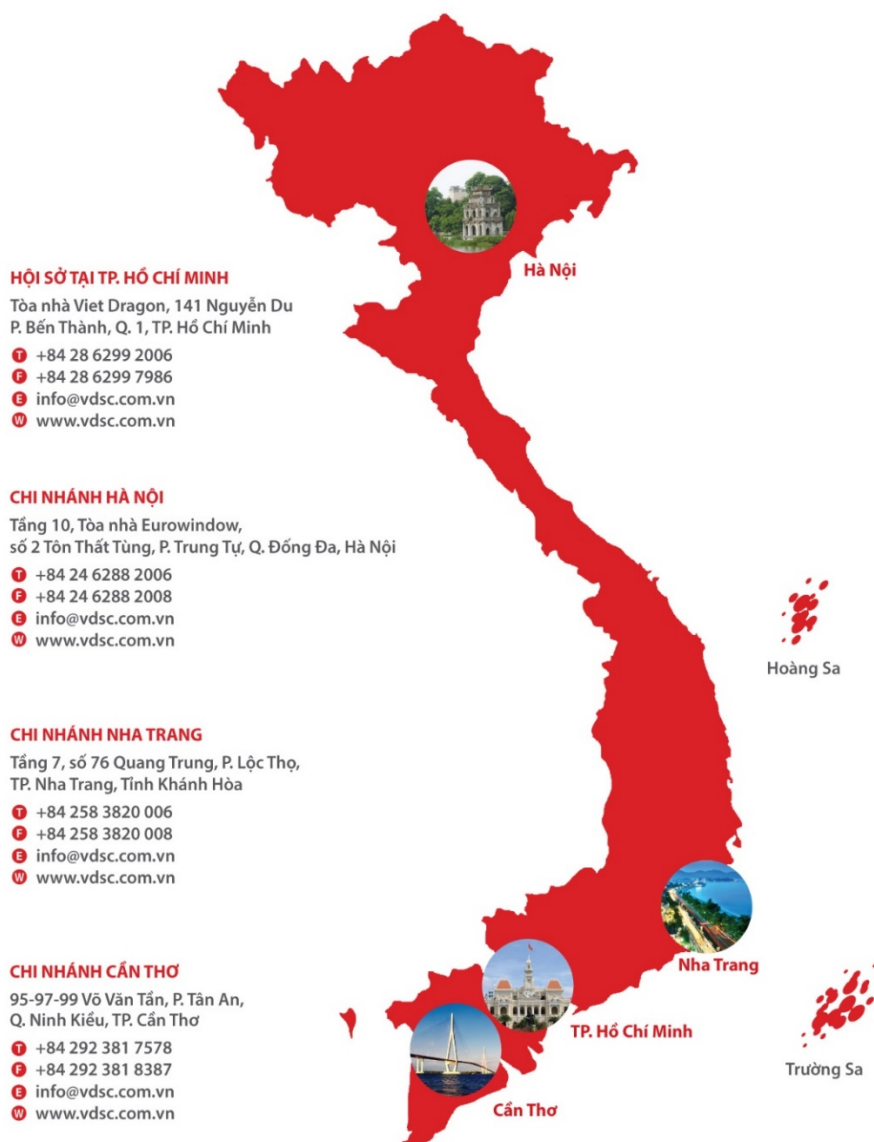 HỘI SỞ TẠI TP. HỒ CHÍ MINH
Tòa nhà Viet Dragon, 141 Nguyễn Du
P. Bến Thành, Q. 1, TP. Hồ Chí Minh
T +84 28 6299 2006
F +84 28 6299 7986
E info@vdsc.com.vn
W www.vdsc.com.vn
CHI NHÁNH HÀ NỘI
Tầng 10, Tòa nhà Eurowindow,
số 2 Tôn Thất Tùng, P. Trung Tự, Q. Đống Đa, Hà Nội
T +84 24 6288 2006
F +84 24 6288 2008
E info@vdsc.com.vn
W www.vdsc.com.vn
CHI NHÁNH NHA TRANG
Tầng 7, số 76 Quang Trung, P. Lộc Thọ,
TP. Nha Trang, Tỉnh Khánh Hòa
T +84 258 3820 006
F +84 258 3820 008
E info@vdsc.com.vn
W www.vdsc.com.vn
CHI NHÁNH CẦN THƠ
95-97-99 Võ Văn Tần, P. Tân An,
Q. Ninh Kiều, TP. Cần Thơ
T +84 292 381 7578
F +84 292 381 8387
E info@vdsc.com.vn
W www.vdsc.com.vn
Hà Nội
Hoàng Sa
Nha Trang
TP. Hồ Chí Minh
Trường Sa
Cần Thơ